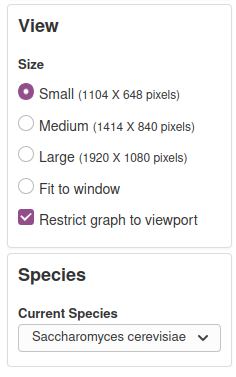 View
Size
Small (1104 X 648 pixels)
Medium (1414 X 840 pixels)
Large (1920 X 1080 pixels)
Fit to window
Restrict graph to viewport
Species
Current Species
Saccharomyces cerevisiae